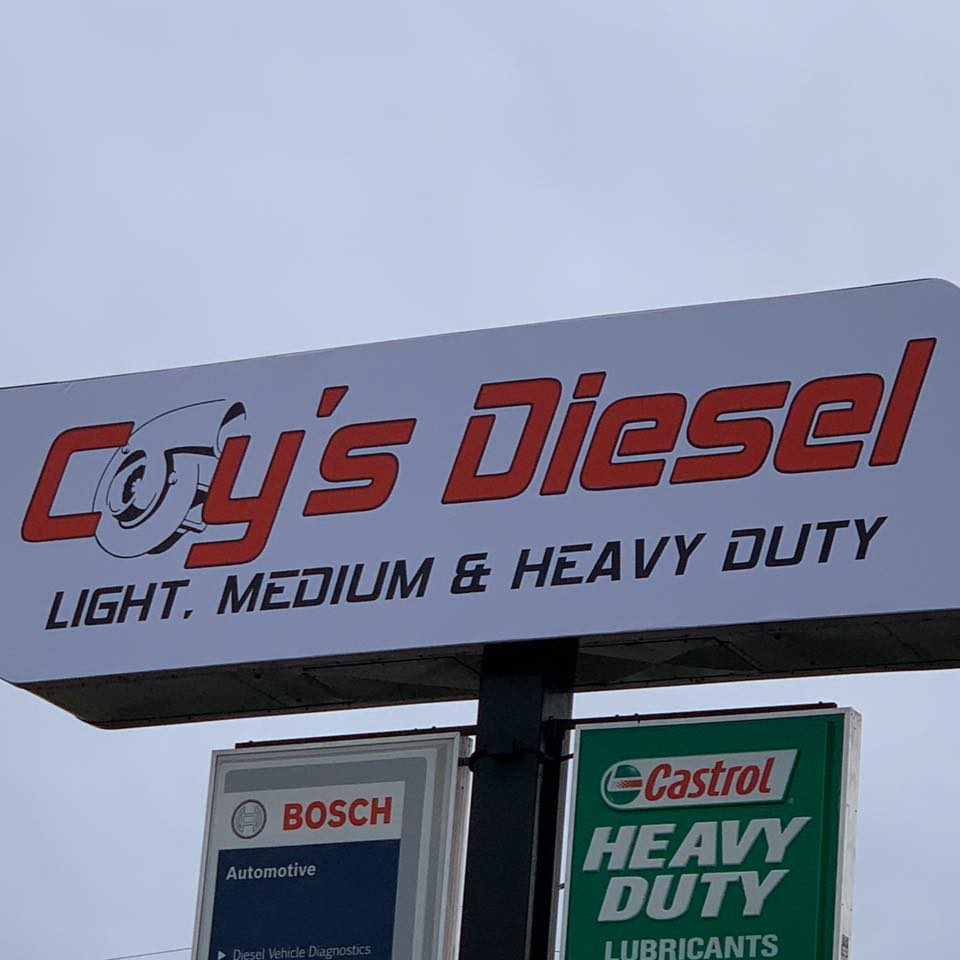 Coy's Diesel
LIGHT, MEDIUM & HEAVY DUTY
BOSCH
Automotive
Diesel Vehicle Diagnostics
Castrol
HEAVY
DUTY
LUBRICANTS